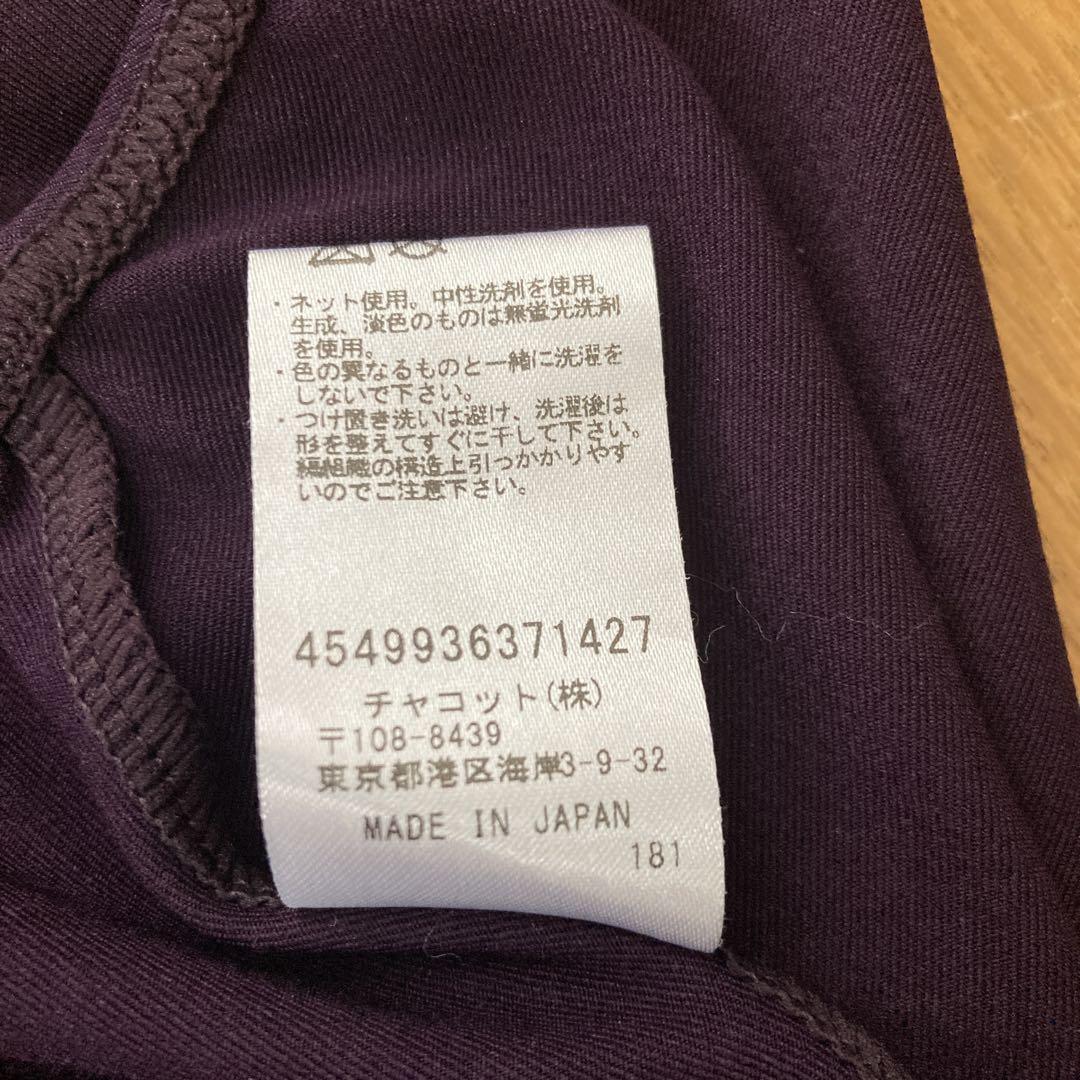 ・ネット使用。中性洗剤を使用。
生成、淡色のものは無蛍光洗剤
を使用。
・色の異なるものと一緒に洗濯を
しないで下さい。
・つけ置き洗いは避け、洗濯後は
形を整えてすぐに干して下さい。
編組織の構造上引つかかりやす
いのでご注意下さい。
4549936371427
チャコット(株)
〒108-8439
東京都港区海岸3-9-32
MADE IN JAPAN
181